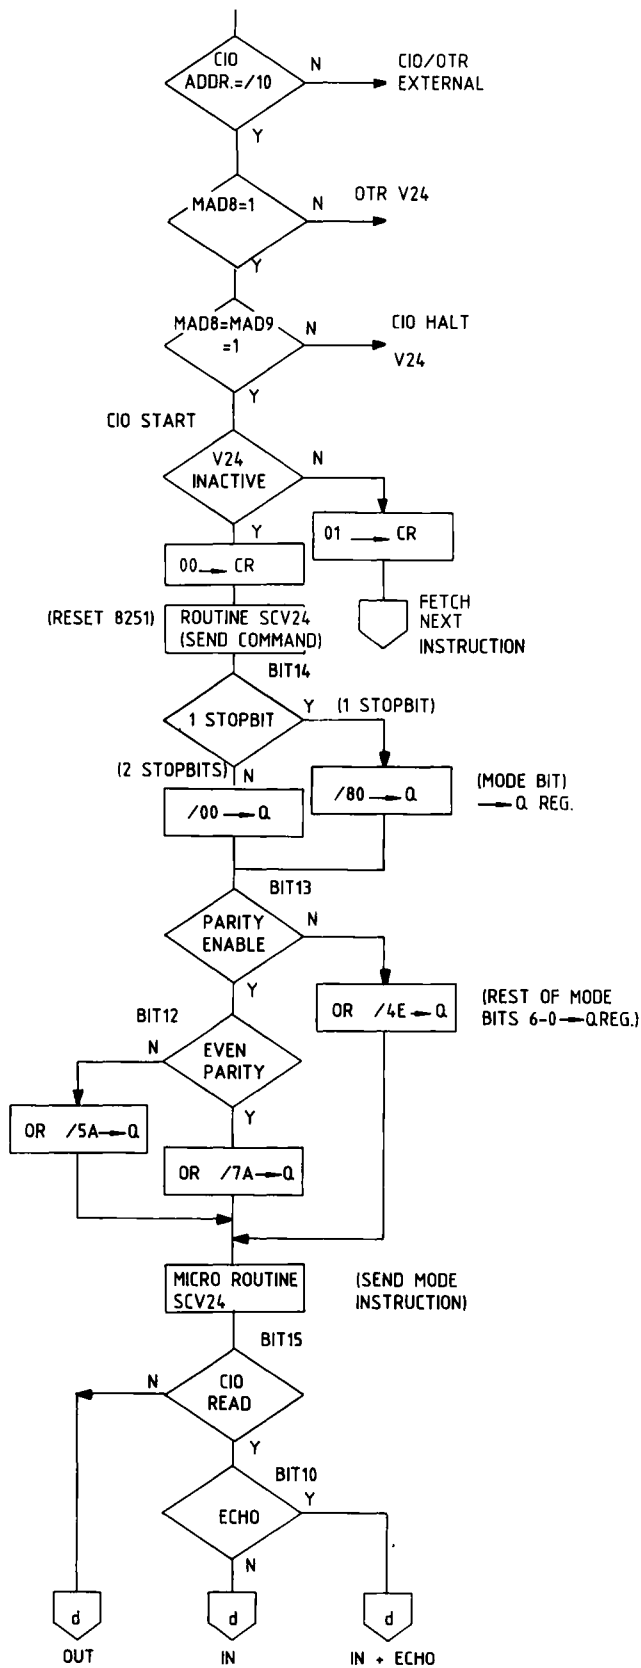 CIO
ADDR.=/10
N
CIO/OTR
EXTERNAL
Y
MAD8=1
N
OTR V24
Y
MAD8=MAD9
=1
N
CIO HALT
V24
Y
CIO START
V24
INACTIVE
N
Y
01 → CR
00 → CR
FETCH
NEXT
INSTRUCTION
(RESET 8251)
ROUTINE SCV24
(SEND COMMAND)
BIT14
1 STOPBIT
Y (1 STOPBIT)
(2 STOPBITS)
N
/00 → Q
/80 → Q
(MODE BIT)
→ Q REG.
BIT13
PARITY
ENABLE
N
Y
OR /4E → Q
(REST OF MODE
BITS 6-0 → Q REG.)
BIT12
N
EVEN
PARITY
Y
OR /5A → Q
OR /7A → Q
MICRO ROUTINE
SCV24
(SEND MODE
INSTRUCTION)
BIT15
N
CIO
READ
Y
BIT10
Y
ECHO
N
d
d
d
OUT
IN
IN + ECHO